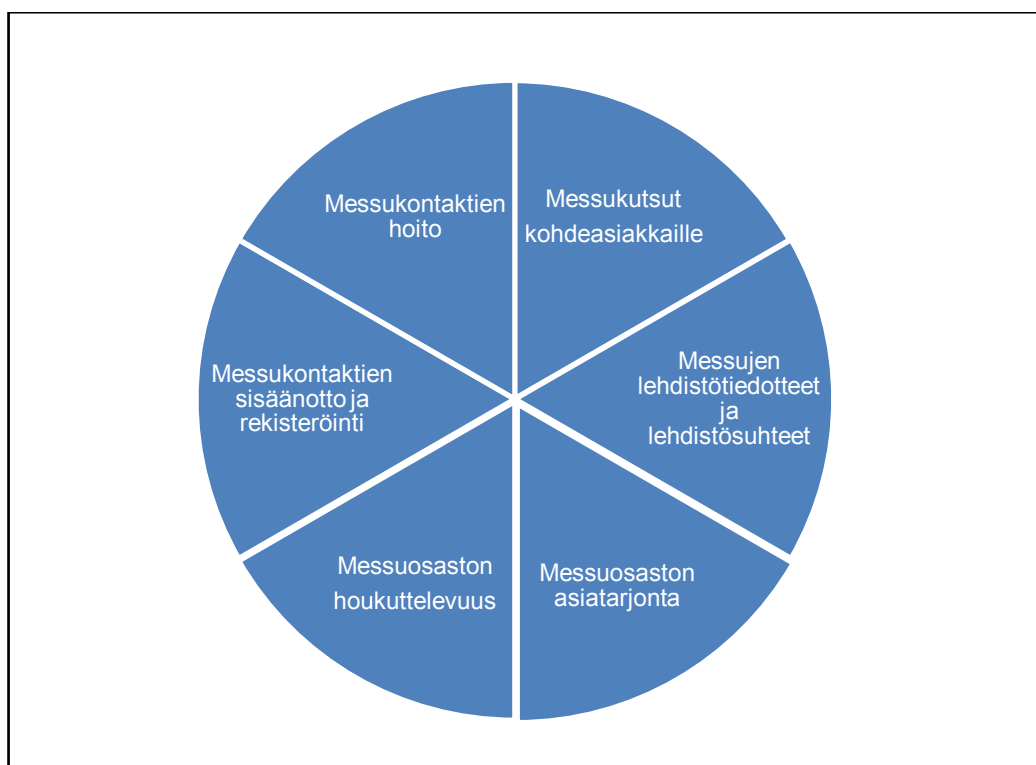 Messukutsut
kohdeasiakkaille
Messujen
lehdistötiedotteet
ja
lehdistösuhteet
Messuosaston
asiatarjonta
Messuosaston
houkuttelevuus
Messukontaktien
sisäänotto ja
rekisteröinti
Messukontaktien
hoito